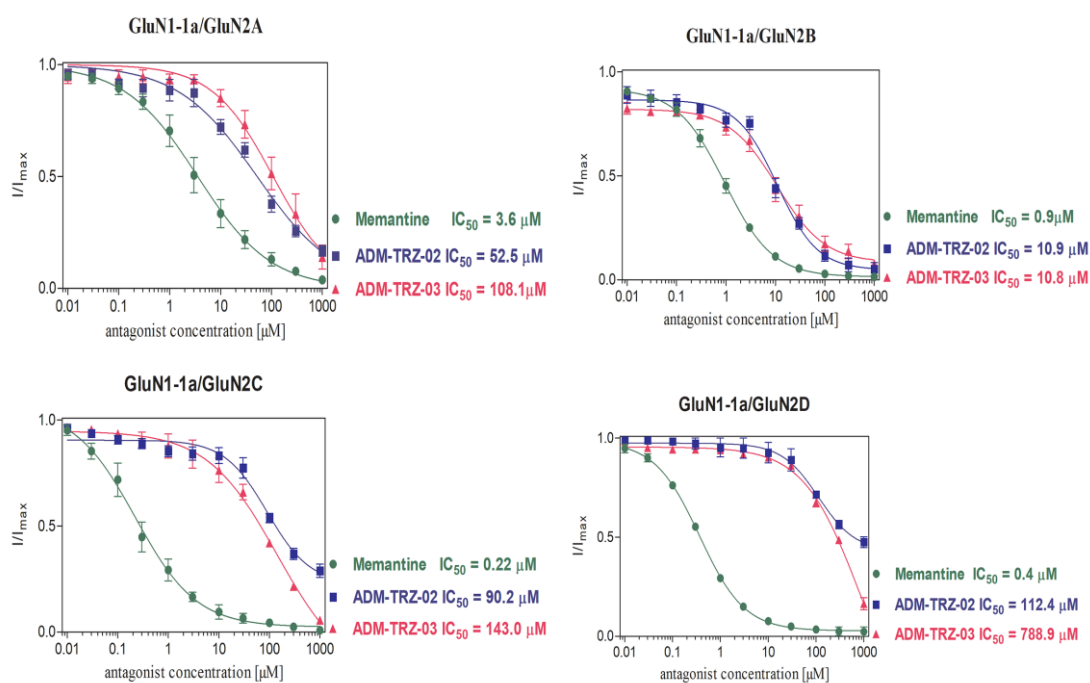 GluN1-1a/GluN2A
1.0
0.5
0.0
I/Imax
0.01 0.1 1 10 100 1000
antagonist concentration [μM]
Memantine IC50 = 3.6 μM
ADM-TRZ-02 IC50 = 52.5 μM
ADM-TRZ-03 IC50 = 108.1μM
GluN1-1a/GluN2B
1.0
0.5
0.0
I/Imax
0.01 0.1 1 10 100 1000
antagonist concentration [μM]
Memantine IC50 = 0.9μM
ADM-TRZ-02 IC50 = 10.9 μM
ADM-TRZ-03 IC50 = 10.8 μM
GluN1-1a/GluN2C
1.0
0.5
0.0
I/Imax
0.01 0.1 1 10 100 1000
antagonist concentration [μM]
Memantine IC50 = 0.22 μM
ADM-TRZ-02 IC50 = 90.2 μM
ADM-TRZ-03 IC50 = 143.0 μM
GluN1-1a/GluN2D
1.0
0.5
0.0
I/Imax
0.01 0.1 1 10 100 1000
antagonist concentration [μM]
Memantine IC50 = 0.4 μM
ADM-TRZ-02 IC50 = 112.4 μM
ADM-TRZ-03 IC50 = 788.9 μM